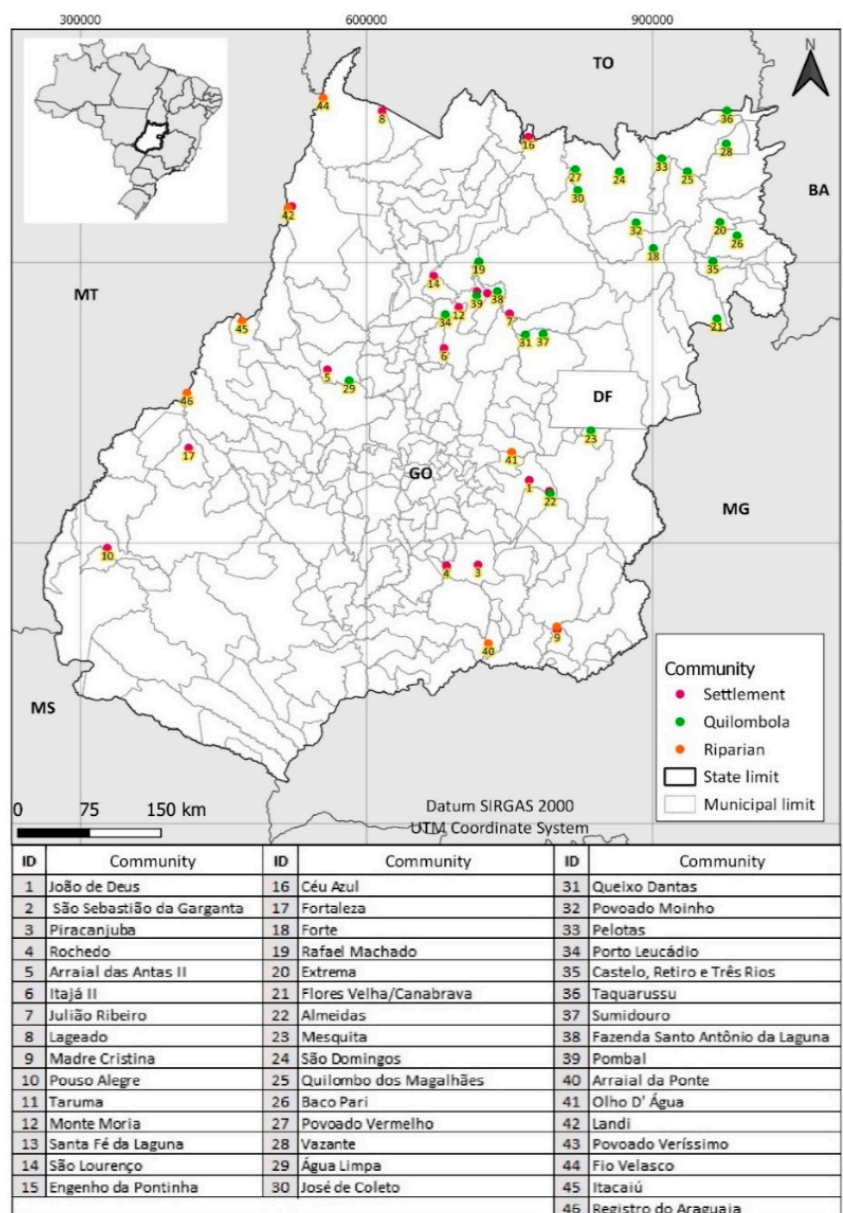 300000 600000 900000
N
TO
44
8
36
16
28
33
27
24
25
BA
30
42
20
32
26
18
19
35
14
MT
39
38
12
34
7
21
45
31
37
6
5
29
DF
46
23
17
41
GO
1
22
MG
10
4
3
9
40
Community
Settlement
MS
Quilombola
Riparian
State limit
0 75 150 km
Datum SIRGAS 2000
Municipal limit
UTM Coordinate System
ID Community ID Community ID Community
1 João de Deus 16 Céu Azul 31 Queixo Dantas
2 São Sebastião da Garganta 17 Fortaleza 32 Povoado Moinho
3 Piracanjuba 18 Forte 33 Pelotas
4 Rochedo 19 Rafael Machado 34 Porto Leucádio
5 Arraial das Antas II 20 Extrema 35 Castelo, Retiro e Três Rios
6 Itajá II 21 Flores Velha/Canabrava 36 Taquarussu
7 Julião Ribeiro 22 Almeidas 37 Sumidouro
8 Lageado 23 Mesquita 38 Fazenda Santo Antônio da Laguna
9 Madre Cristina 24 São Domingos 39 Pombal
10 Pouso Alegre 25 Quilombo dos Magalhães 40 Arraial da Ponte
11 Taruma 26 Baco Pari 41 Olho D' Água
12 Monte Moria 27 Povoado Vermelho 42 Landi
13 Santa Fé da Laguna 28 Vazante 43 Povoado Veríssimo
14 São Lourenço 29 Água Limpa 44 Fio Velasco
15 Engenho da Pontinha 30 José de Coleto 45 Itacaiú
46 Registro do Araguaia